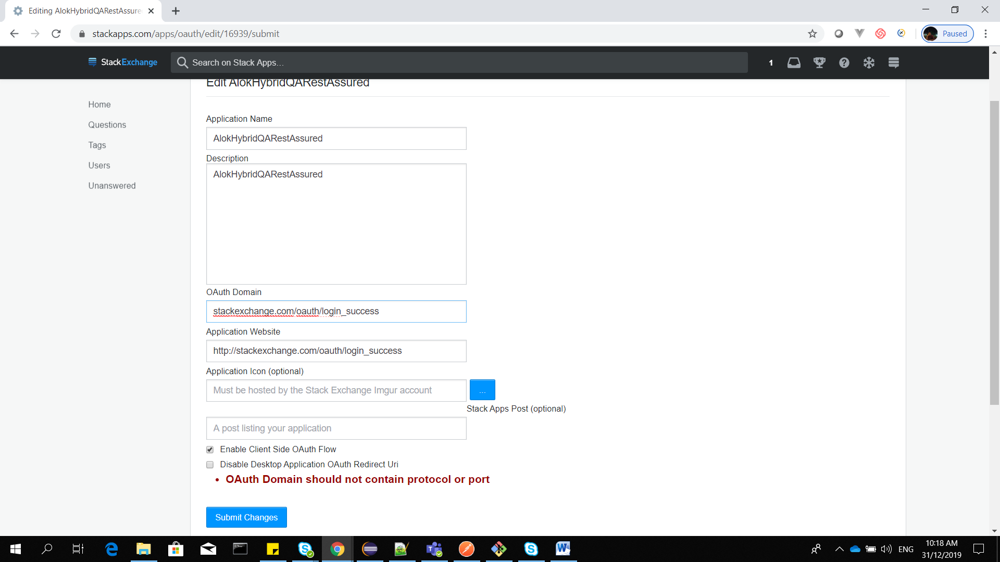 Editing AlokHybridQARestAssure
stackapps.com/apps/oauth/edit/16939/submit
Paused
StackExchange
Search on Stack Apps...
1
Edit AlokHybridQARestAssured
Home
Questions
Tags
Users
Unanswered
Application Name
AlokHybridQARestAssured
Description
AlokHybridQARestAssured
OAuth Domain
stackexchange.com/oauth/login_success
Application Website
http://stackexchange.com/oauth/login_success
Application Icon (optional)
Must be hosted by the Stack Exchange Imgur account
...
Stack Apps Post (optional)
A post listing your application
Enable Client Side OAuth Flow
Disable Desktop Application OAuth Redirect Uri
• OAuth Domain should not contain protocol or port
Submit Changes
ENG
10:18 AM
31/12/2019